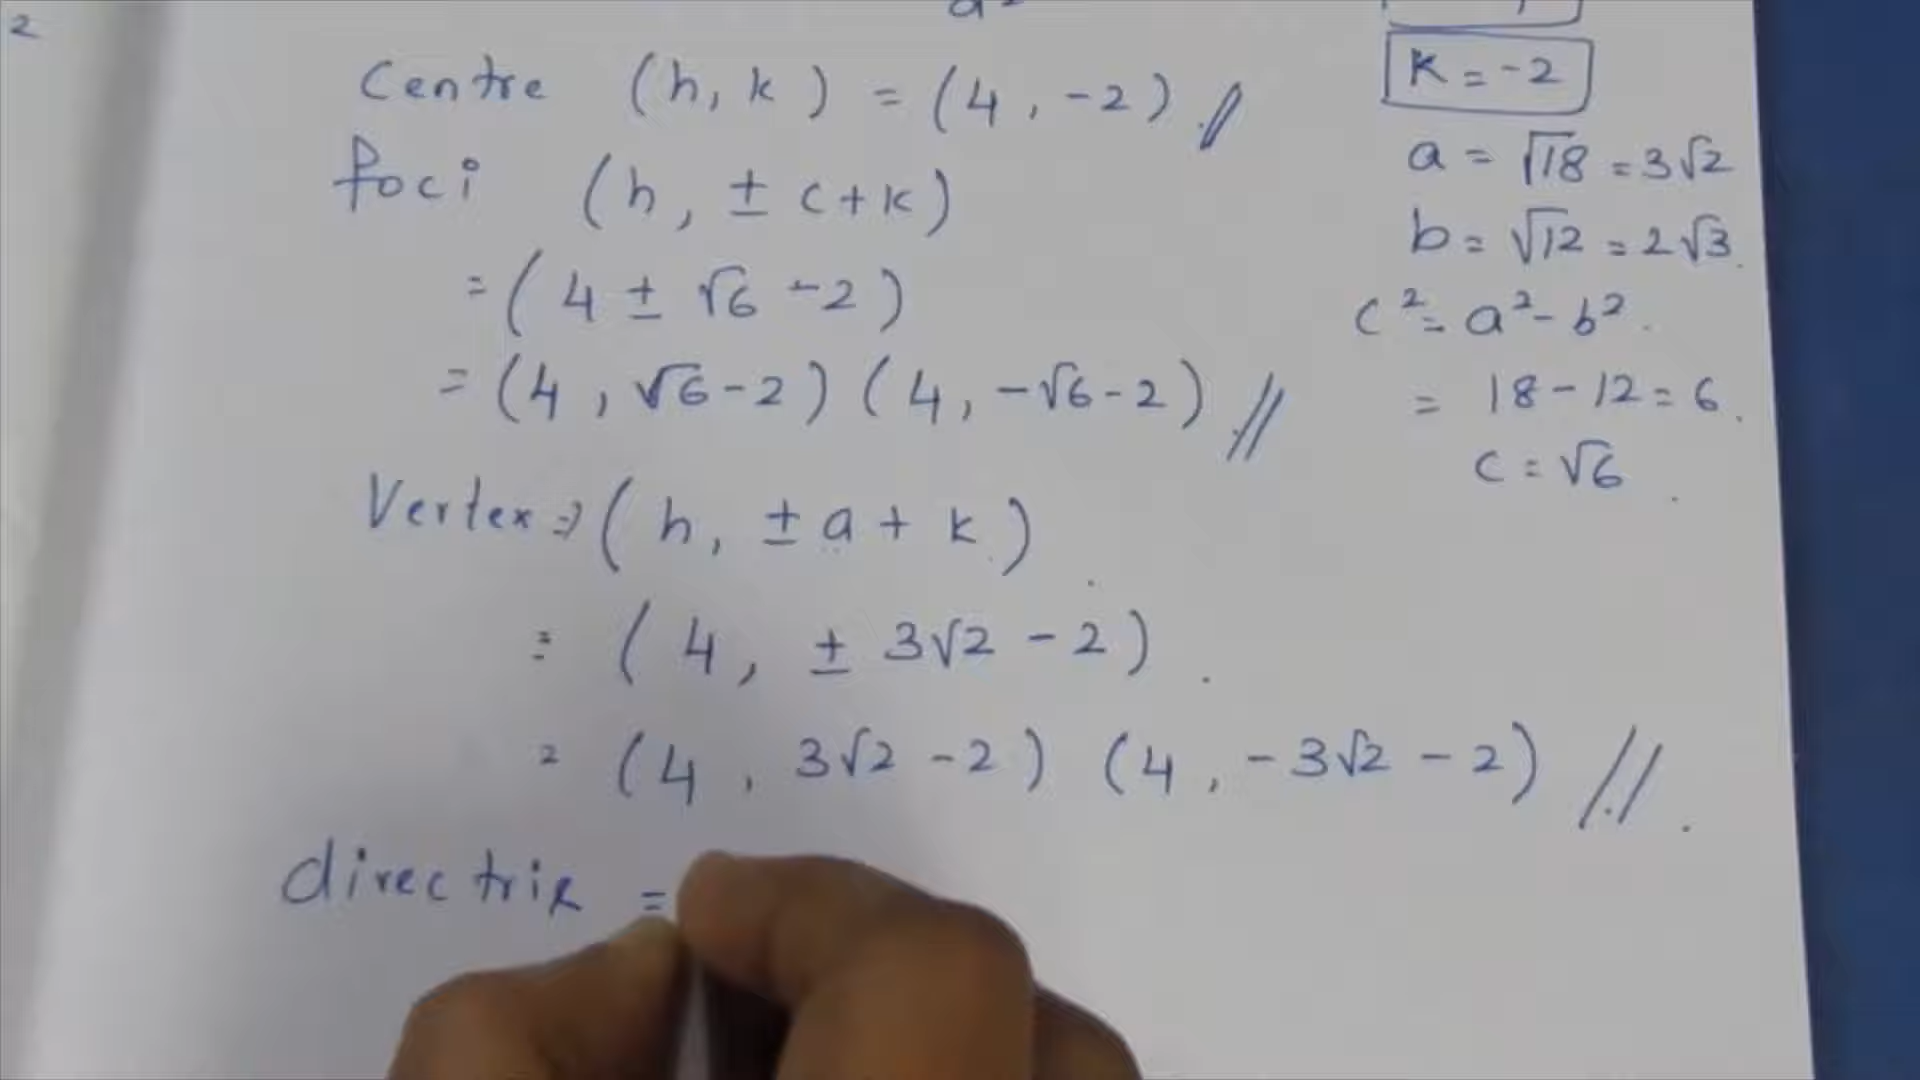 2
Centre (h, k) = (4, -2) //
foci (h, ± c+k)
= (4 ± √6 -2)
= (4, √6-2) (4, -√6-2) //
Vertex ⇒ (h, ± a + k)
= (4, ± 3√2 - 2)
= (4, 3√2 - 2) (4, -3√2 - 2) //
directrix =
k = -2
a = √18 = 3√2
b = √12 = 2√3
c² = a² - b²
= 18 - 12 = 6
c = √6